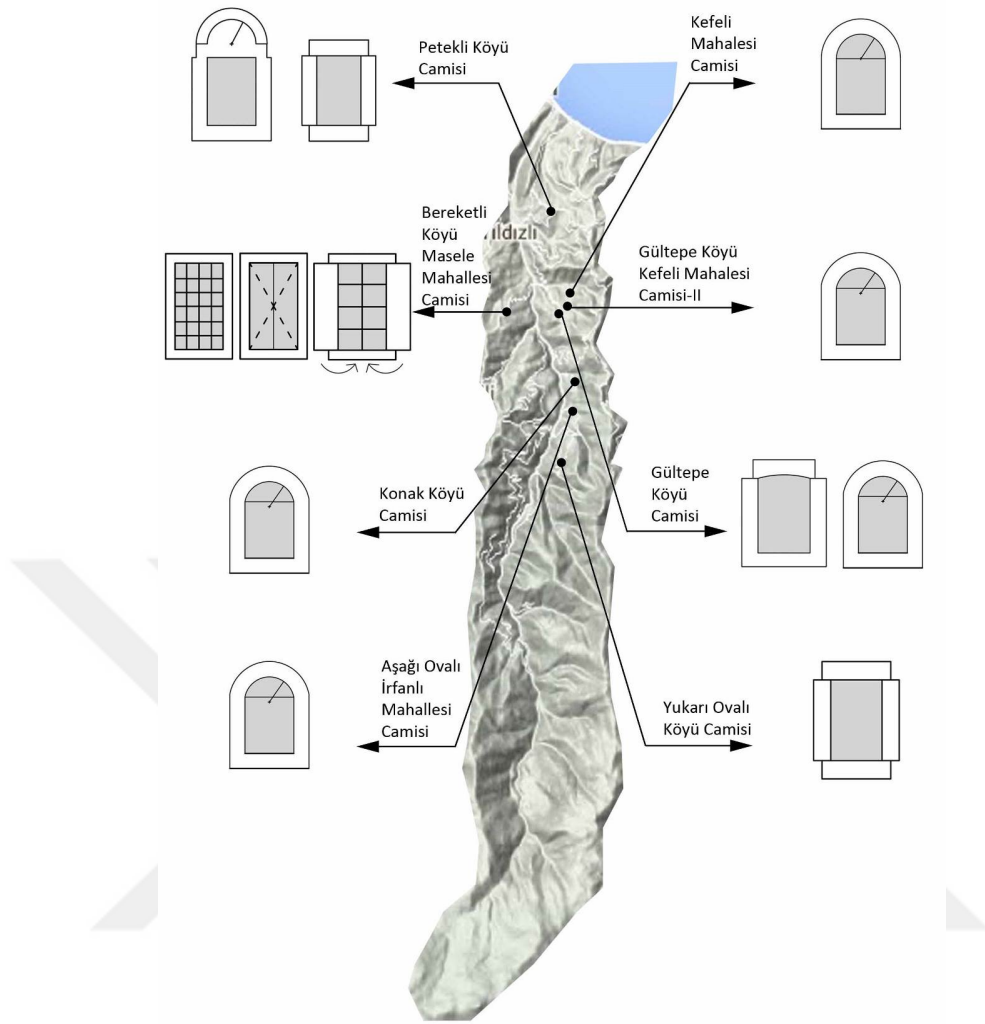 Petekli Köyü
Camisi
Kefeli
Mahalesi
Camisi
Bereketli
Köyü
Masele
Mahallesi
Camisi
ıldızlı
Gültepe Köyü
Kefeli Mahalesi
Camisi-II
Konak Köyü
Camisi
Gültepe
Köyü
Camisi
Aşağı Ovalı
İrfanlı
Mahallesi
Camisi
Yukarı Ovalı
Köyü Camisi